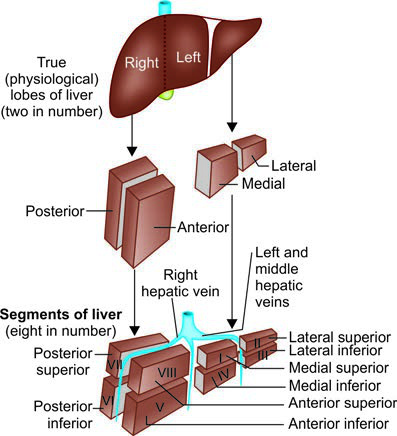 True
(physiological)
lobes of liver
(two in number)
Right
Left
Lateral
Medial
Posterior
Anterior
Left and
middle
hepatic
veins
Right
hepatic vein
Segments of liver
(eight in number)
Posterior
superior
Posterior
inferior
VII
VIII
VI
V
I
IV
II
III
Lateral superior
Lateral inferior
Medial superior
Medial inferior
Anterior superior
Anterior inferior